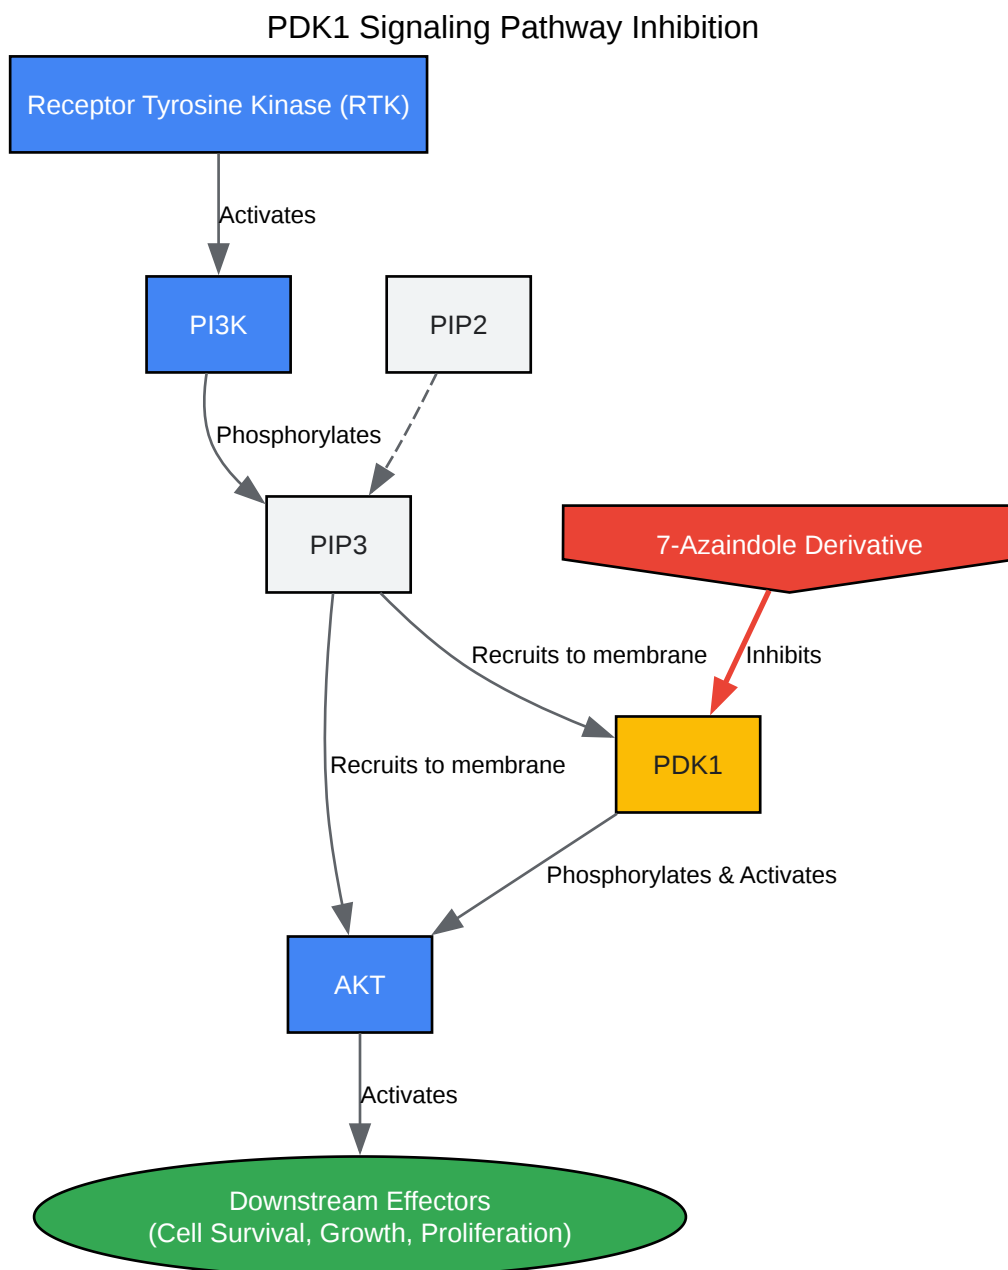 PDK1 Signaling Pathway Inhibition
Receptor Tyrosine Kinase (RTK)
Activates
PI3K
PIP2
Phosphorylates
PIP3
7-Azaindole Derivative
Recruits to membrane
Inhibits
Recruits to membrane
PDK1
Phosphorylates & Activates
AKT
Activates
Downstream Effectors
(Cell Survival, Growth, Proliferation)